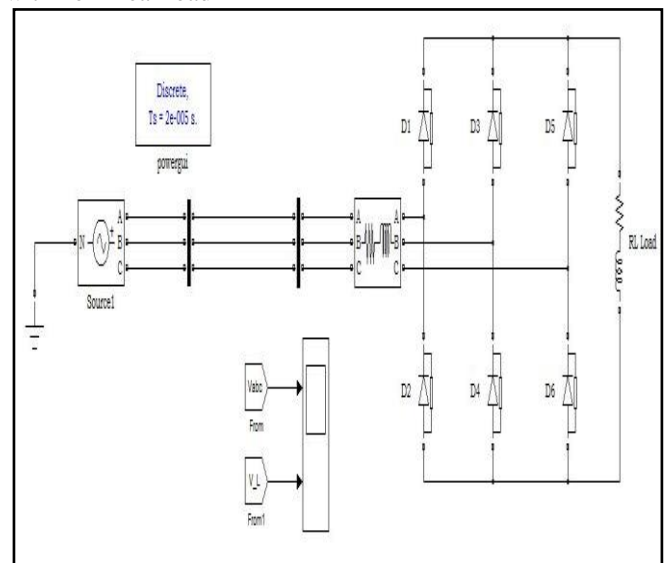 Discrete,
Ts = 2e-005 s.
powergui
D1
D3
D5
N
A
B
C
A
B
C
A
B
C
RL Load
Source1
D2
D4
D6
Vabc
From
V_L
From1